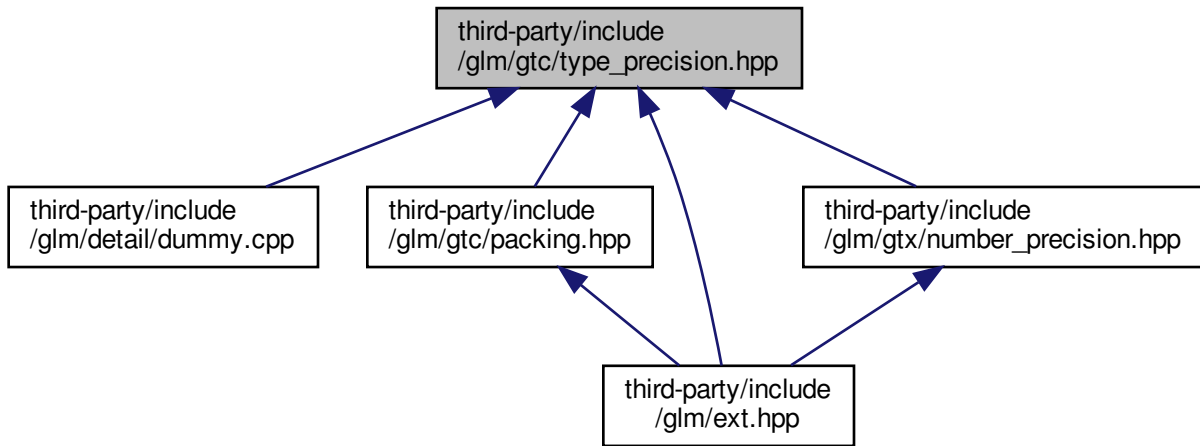 third-party/include
/glm/gtc/type_precision.hpp
third-party/include
/glm/detail/dummy.cpp
third-party/include
/glm/gtc/packing.hpp
third-party/include
/glm/gtx/number_precision.hpp
third-party/include
/glm/ext.hpp